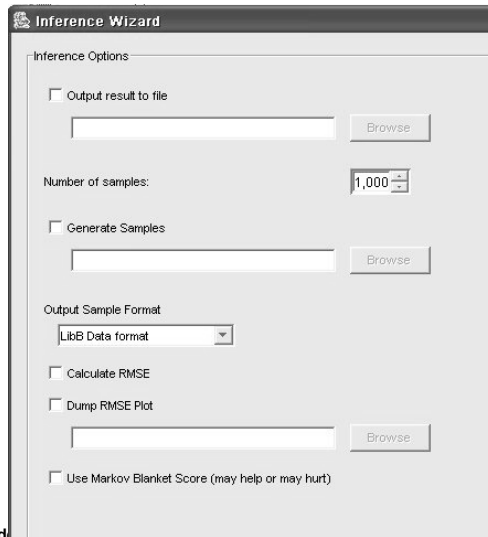 Inference Wizard
Inference Options
Output result to file
Browse
Number of samples:
1,000
Generate Samples
Browse
Output Sample Format
LibB Data format
Calculate RMSE
Dump RMSE Plot
Browse
Use Markov Blanket Score (may help or may hurt)